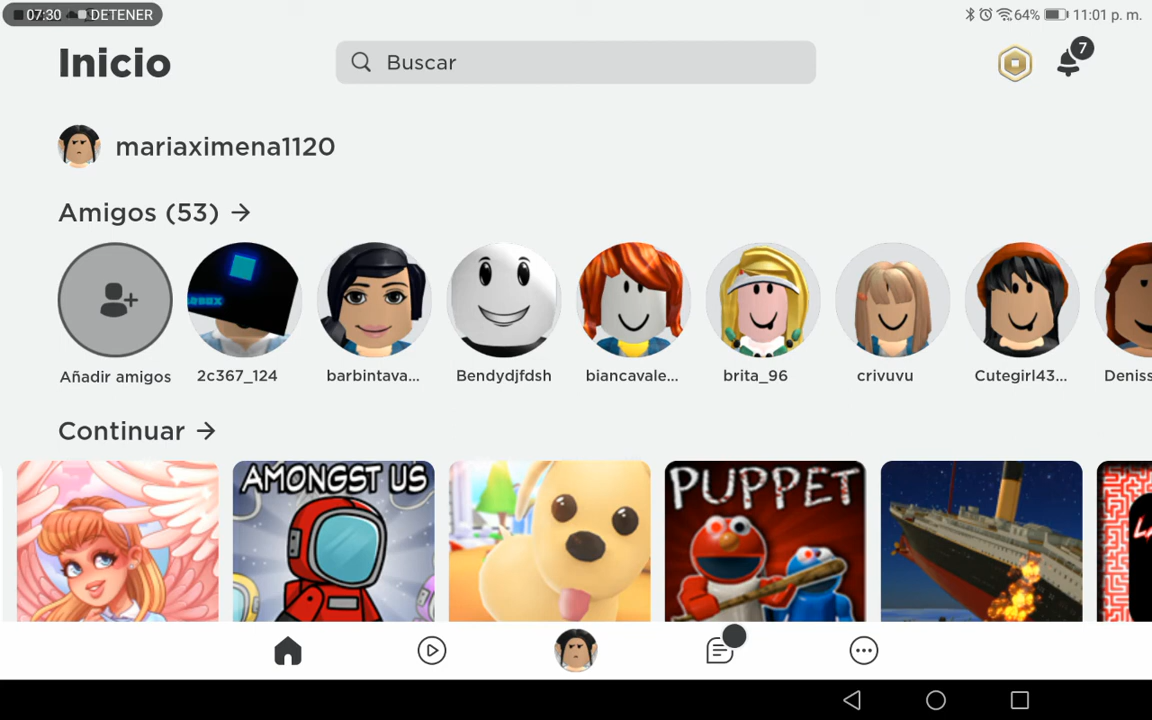 07:30 DETENER
64% 11:01 p. m.
Inicio
Buscar
7
mariaximena1120
Amigos (53) →
Añadir amigos
2c367_124
barbintava...
Bendydjfdsh
biancavale...
brita_96
crivuvu
Cutegirl43...
Deniss
Continuar →
AMONGST US
PUPPET